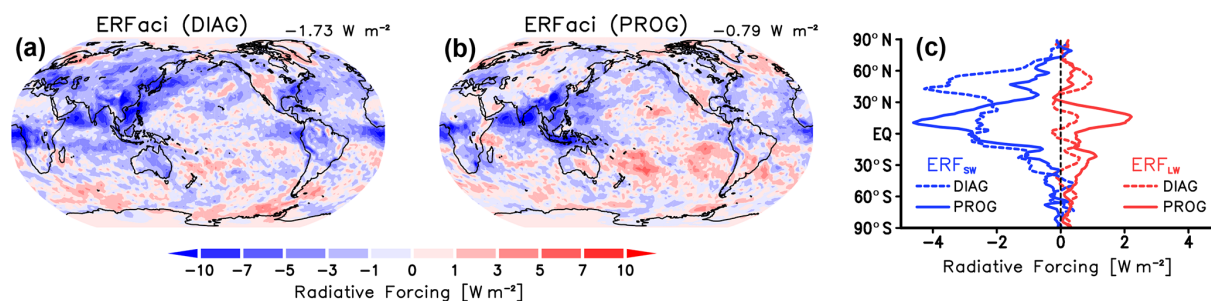 (a) ERFaci (DIAG) −1.73 W m⁻²
(b) ERFaci (PROG) −0.79 W m⁻²
−10 −7 −5 −3 −1 0 1 3 5 7 10
Radiative Forcing [W m⁻²]
(c)
90° N
60° N
30° N
EQ
30° S
60° S
90° S
ERF_SW ERF_LW
DIAG DIAG
PROG PROG
−4 −2 0 2 4
Radiative Forcing [W m⁻²]